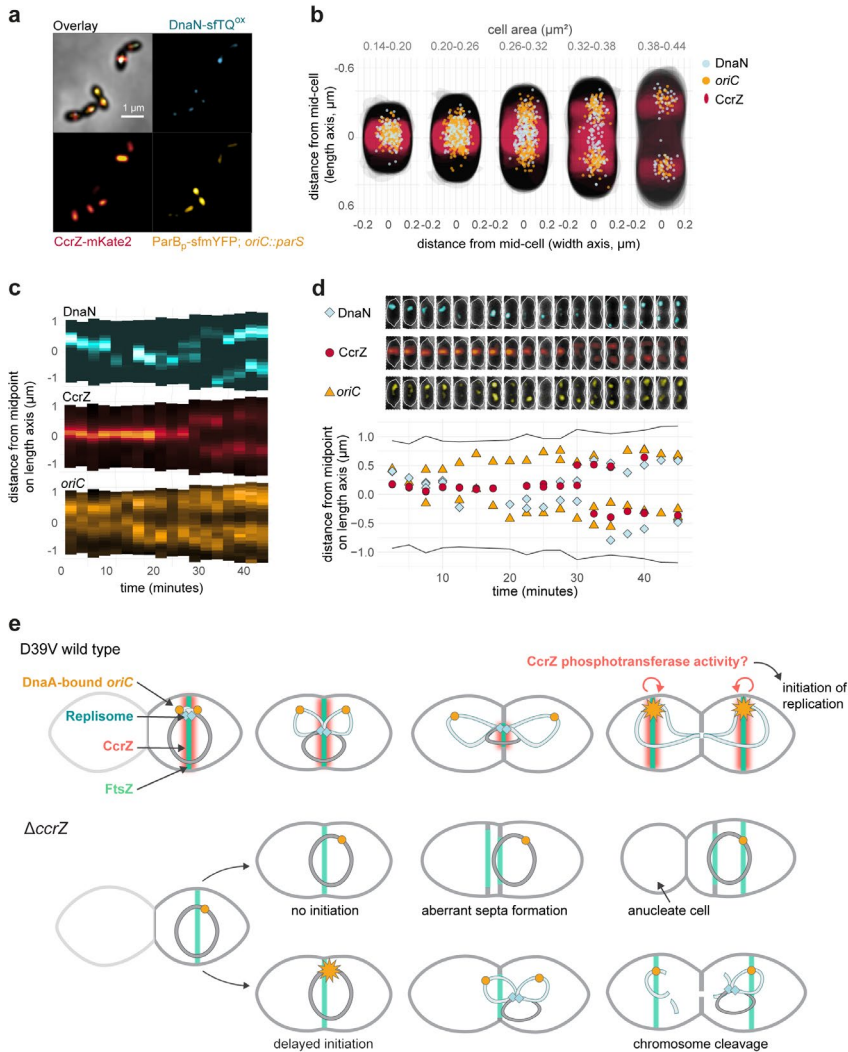 a
Overlay
DnaN-sfTQox
1 μm
CcrZ-mKate2
ParBp-sfmYFP; oriC::parS
b
cell area (μm²)
0.14-0.20 0.20-0.26 0.26-0.32 0.32-0.38 0.38-0.44
distance from mid-cell
(length axis, μm)
-0.6
0
0.6
-0.2 0 0.2 -0.2 0 0.2 -0.2 0 0.2 -0.2 0 0.2 -0.2 0 0.2
distance from mid-cell (width axis, μm)
DnaN
oriC
CcrZ
c
distance from midpoint
on length axis (μm)
DnaN
1
0
-1
CcrZ
1
0
-1
oriC
1
0
-1
0 10 20 30 40
time (minutes)
d
DnaN
CcrZ
oriC
distance from midpoint
on length axis (μm)
1.0
0.5
0.0
−0.5
−1.0
10 20 30 40
time (minutes)
e
D39V wild type
DnaA-bound oriC
Replisome
CcrZ
FtsZ
CcrZ phosphotransferase activity?
initiation of
replication
ΔccrZ
no initiation
aberrant septa formation
anucleate cell
delayed initiation
chromosome cleavage